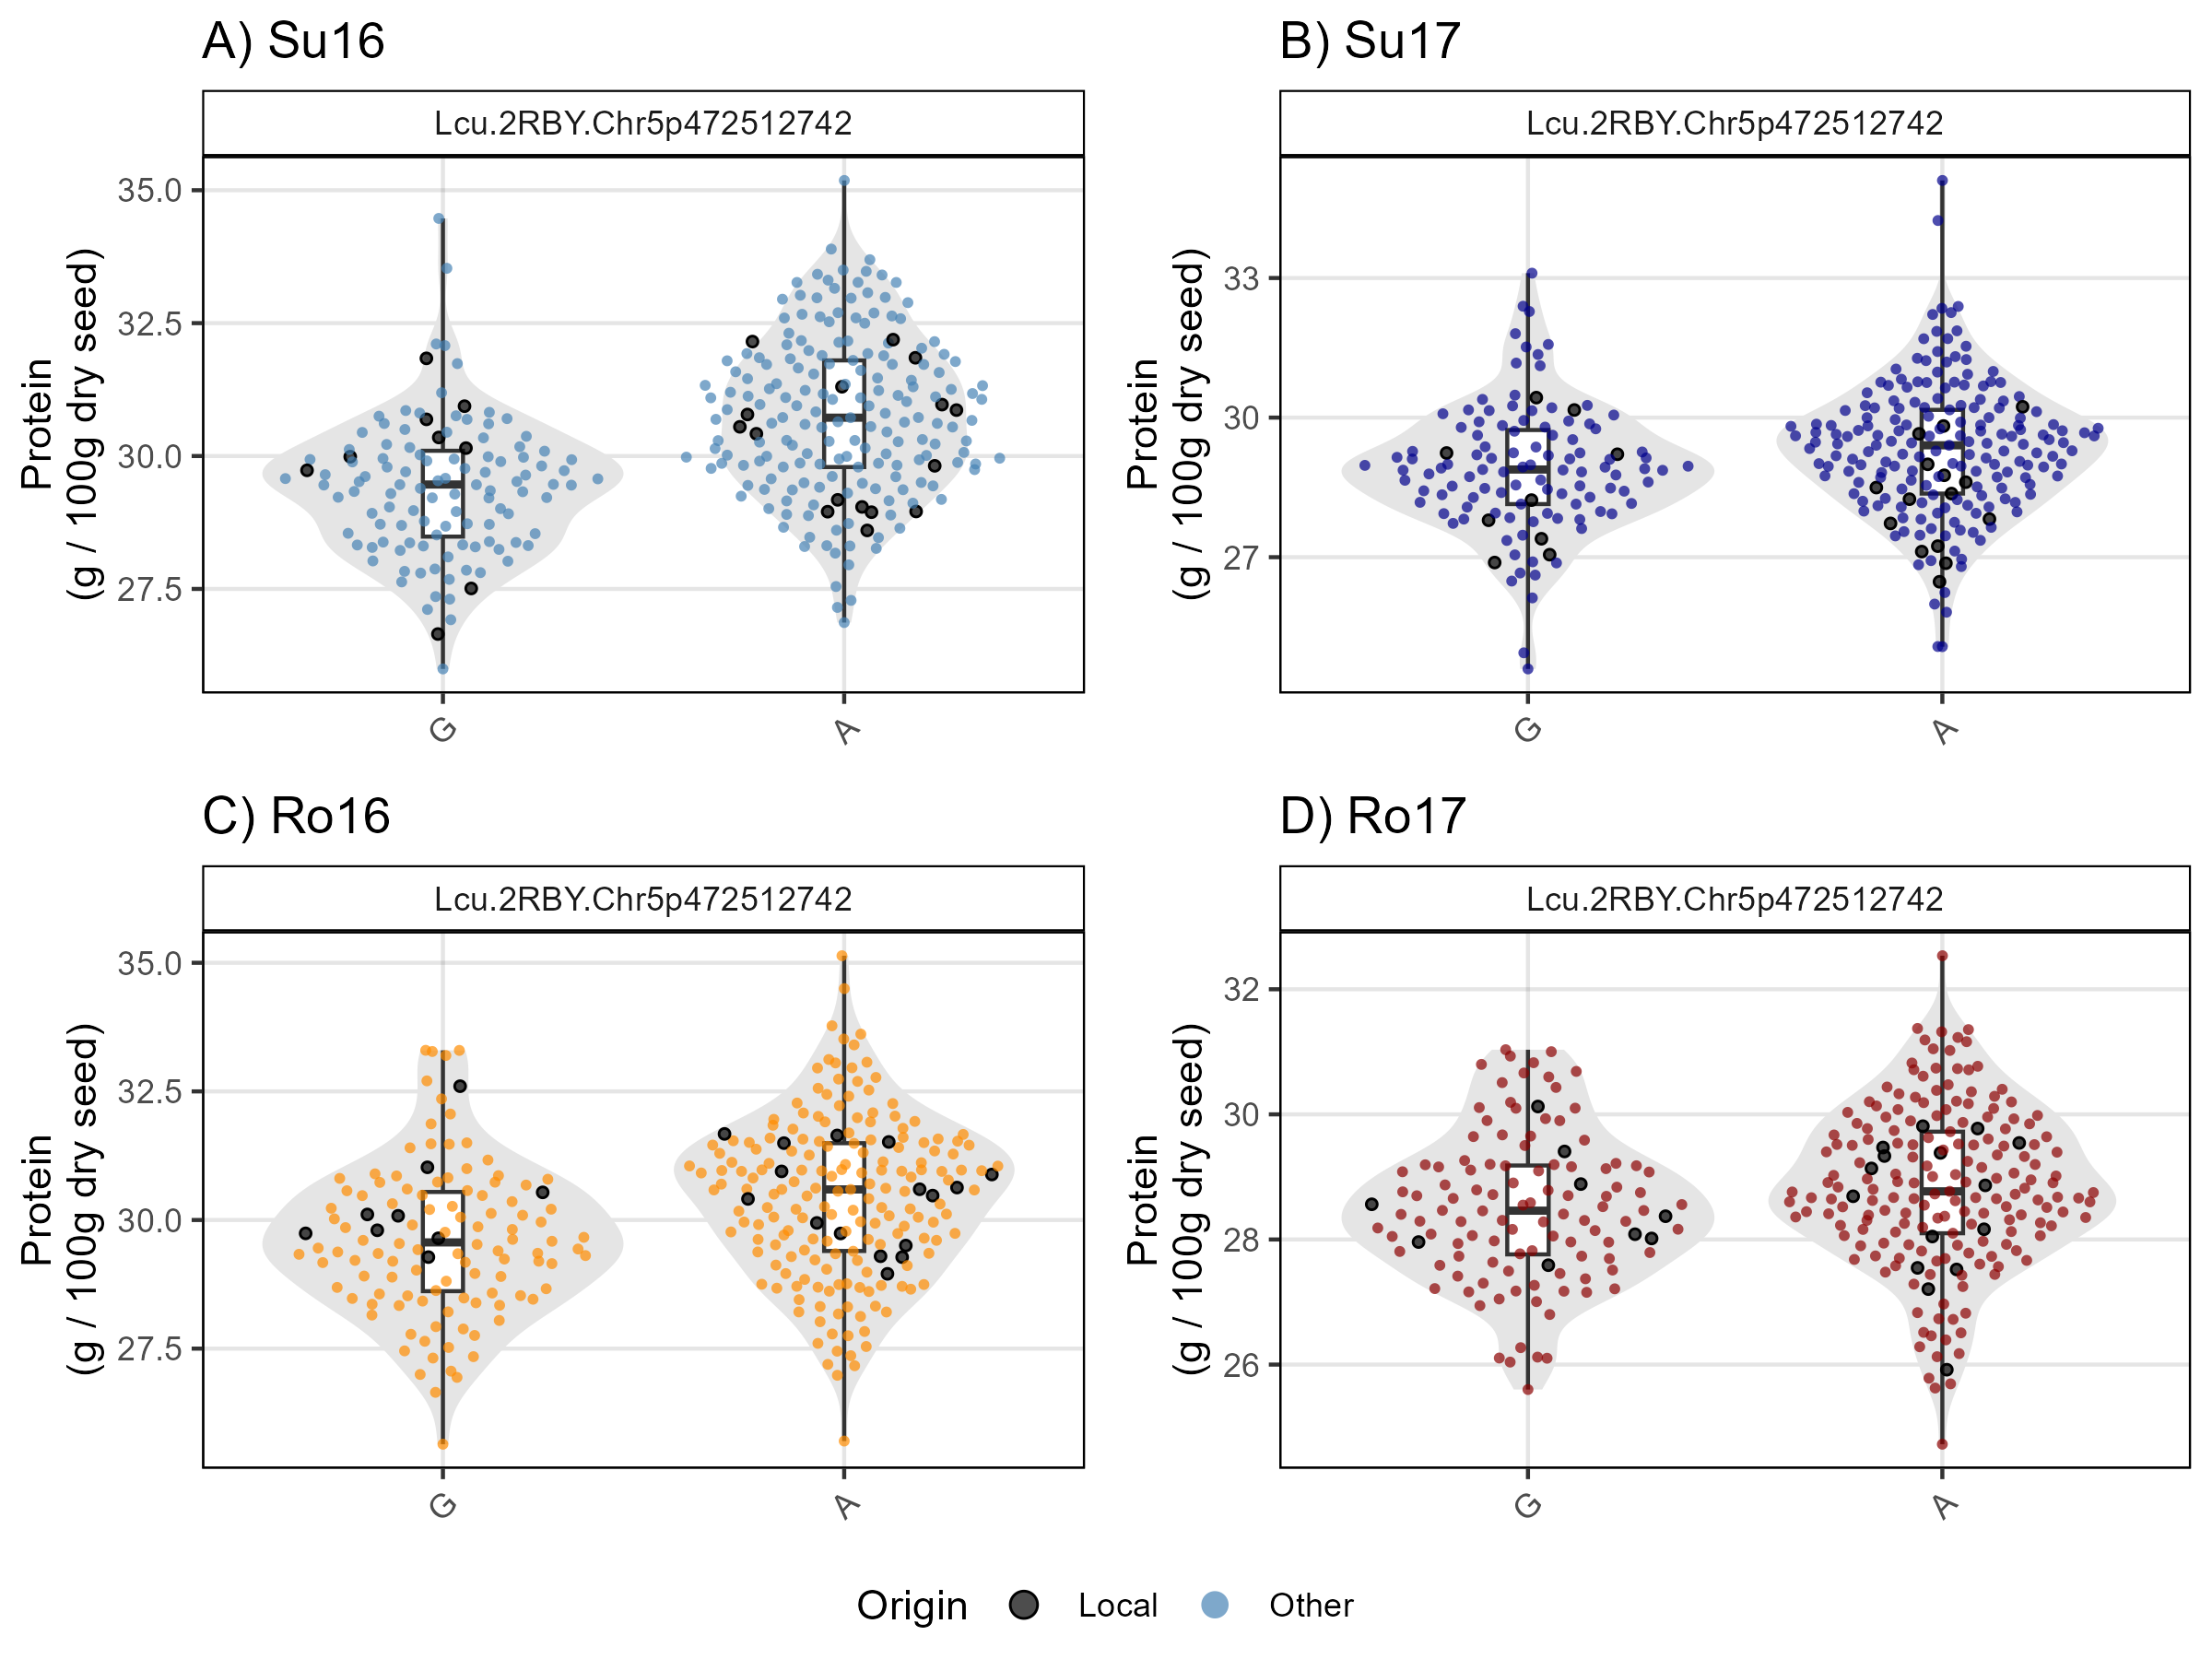 A) Su16
Lcu.2RBY.Chr5p472512742
Protein
(g / 100g dry seed)
35.0
32.5
30.0
27.5
G
A
B) Su17
Lcu.2RBY.Chr5p472512742
Protein
(g / 100g dry seed)
33
30
27
G
A
C) Ro16
Lcu.2RBY.Chr5p472512742
Protein
(g / 100g dry seed)
35.0
32.5
30.0
27.5
G
A
D) Ro17
Lcu.2RBY.Chr5p472512742
Protein
(g / 100g dry seed)
32
30
28
26
G
A
Origin Local Other